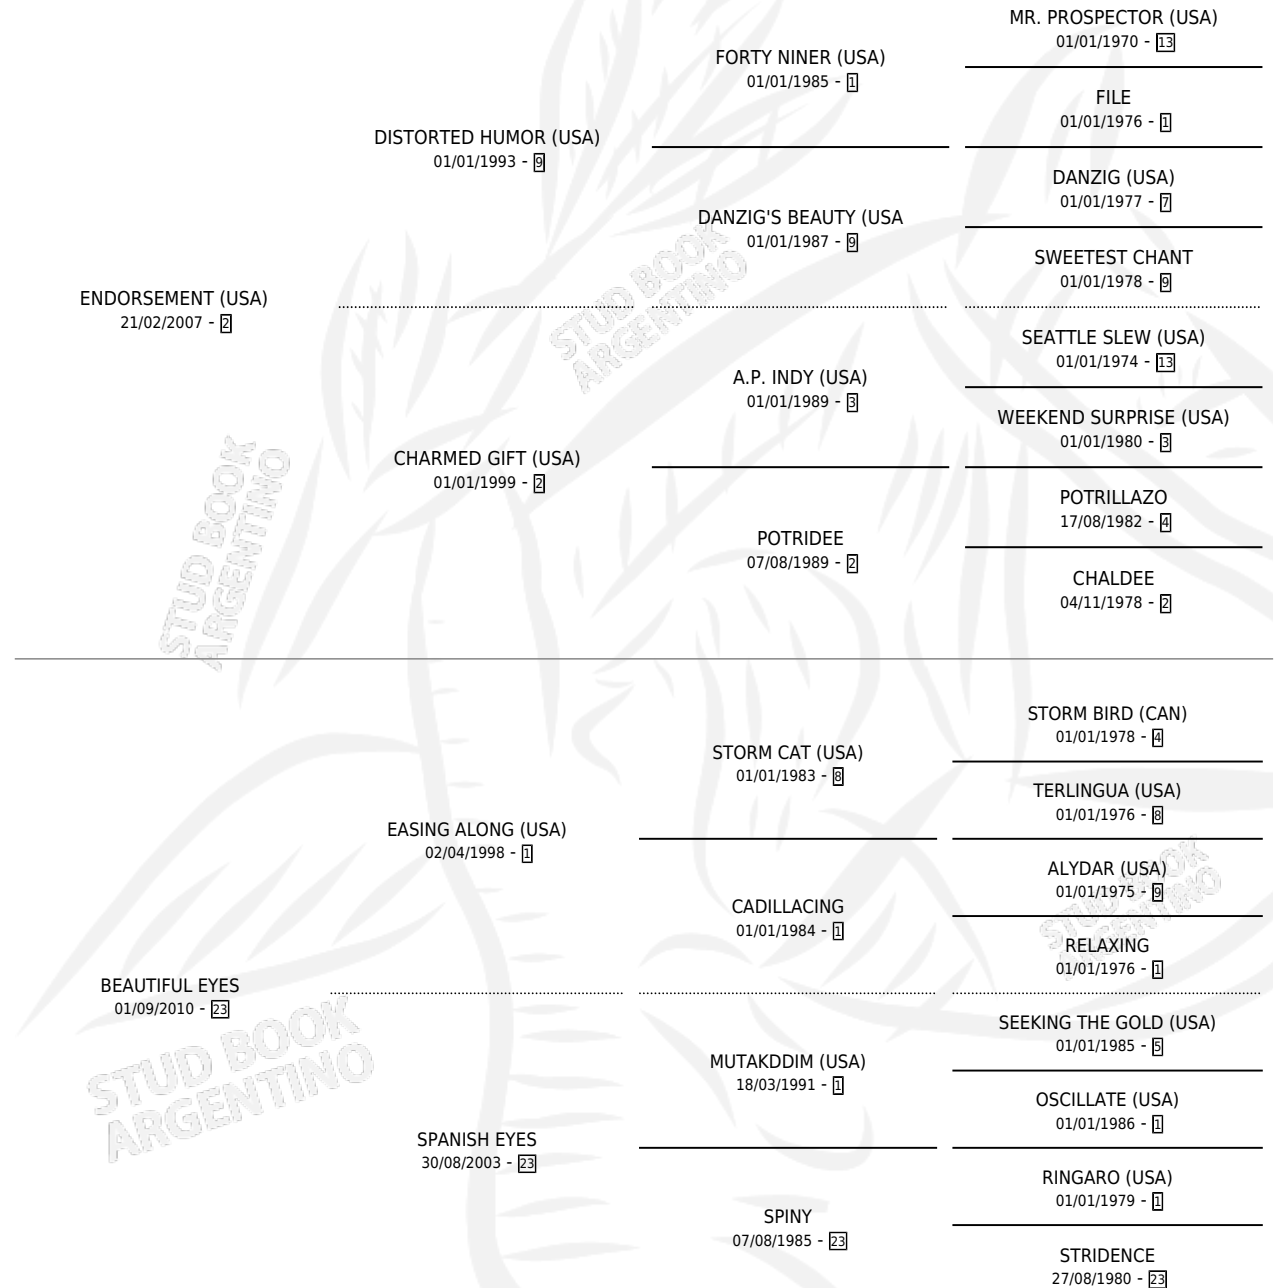 MR. PROSPECTOR (USA)
01/01/1970 - 13
FORTY NINER (USA)
01/01/1985 - 1
FILE
01/01/1976 - 1
DISTORTED HUMOR (USA)
01/01/1993 - 9
DANZIG (USA)
01/01/1977 - 7
DANZIG'S BEAUTY (USA
01/01/1987 - 9
SWEETEST CHANT
01/01/1978 - 9
ENDORSEMENT (USA)
21/02/2007 - 2
STUD BOOK
ARGENTINO
SEATTLE SLEW (USA)
01/01/1974 - 13
A.P. INDY (USA)
01/01/1989 - 3
WEEKEND SURPRISE (USA)
01/01/1980 - 3
CHARMED GIFT (USA)
01/01/1999 - 2
POTRILLAZO
17/08/1982 - 4
POTRIDEE
07/08/1989 - 2
CHALDEE
04/11/1978 - 2
STUD BOOK
ARGENTINO
STORM BIRD (CAN)
01/01/1978 - 4
STORM CAT (USA)
01/01/1983 - 8
TERLINGUA (USA)
01/01/1976 - 8
EASING ALONG (USA)
02/04/1998 - 1
ALYDAR (USA)
01/01/1975 - 9
CADILLACING
01/01/1984 - 1
RELAXING
01/01/1976 - 1
STUD BOOK
ARGENTINO
BEAUTIFUL EYES
01/09/2010 - 23
SEEKING THE GOLD (USA)
01/01/1985 - 5
MUTAKDDIM (USA)
18/03/1991 - 1
OSCILLATE (USA)
01/01/1986 - 1
STUD BOOK
ARGENTINO
SPANISH EYES
30/08/2003 - 23
RINGARO (USA)
01/01/1979 - 1
SPINY
07/08/1985 - 23
STRIDENCE
27/08/1980 - 23